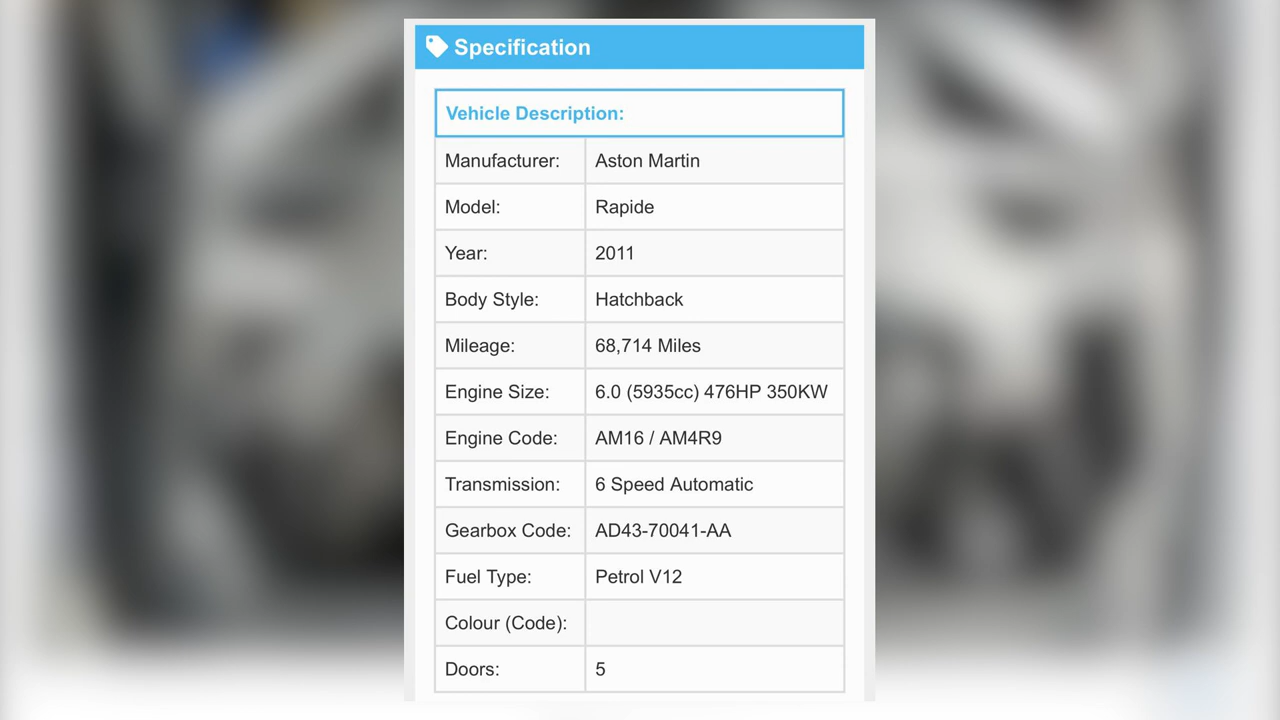 Specification
Vehicle Description:
Manufacturer: Aston Martin
Model: Rapide
Year: 2011
Body Style: Hatchback
Mileage: 68,714 Miles
Engine Size: 6.0 (5935cc) 476HP 350KW
Engine Code: AM16 / AM4R9
Transmission: 6 Speed Automatic
Gearbox Code: AD43-70041-AA
Fuel Type: Petrol V12
Colour (Code):
Doors: 5